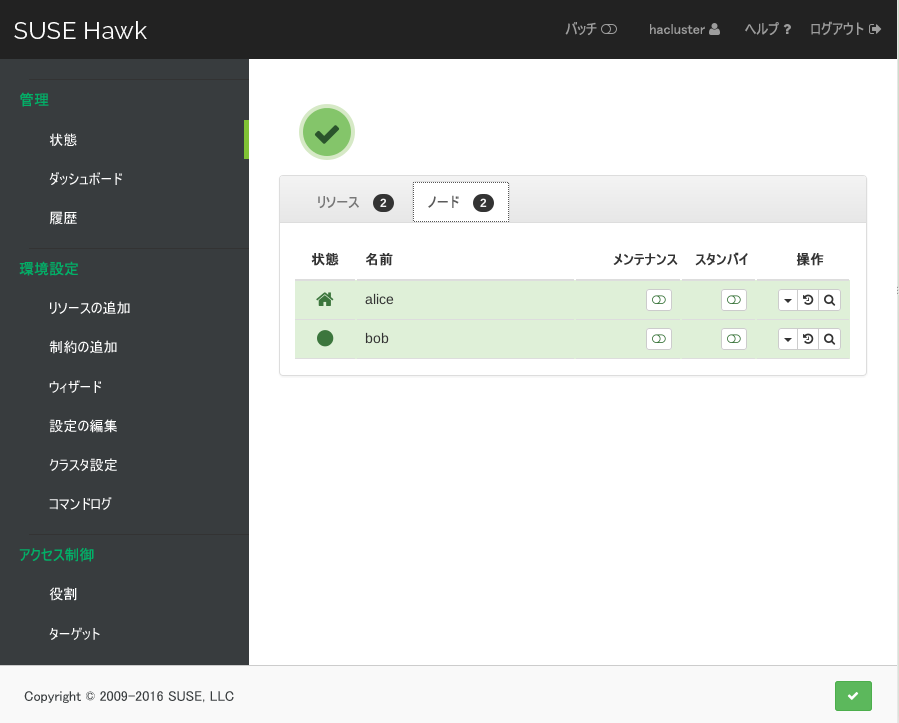 SUSE Hawk
バッチ hacluster ヘルプ ? ログアウト
管理
状態
ダッシュボード
履歴
環境設定
リソースの追加
制約の追加
ウィザード
設定の編集
クラスタ設定
コマンドログ
アクセス制御
役割
ターゲット
リソース 2 ノード 2
状態 名前 メンテナンス スタンバイ 操作
alice
bob
Copyright © 2009-2016 SUSE, LLC